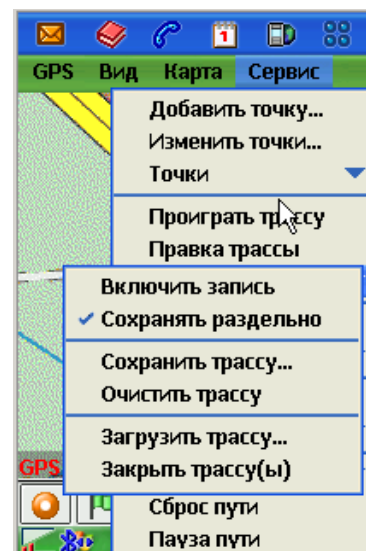 1
GPS Вид Карта Сервис
Добавить точку...
Изменить точки...
Точки
Проиграть трассу
Правка трассы
Включить запись
Сохранять раздельно
Сохранить трассу...
Очистить трассу
Загрузить трассу...
Закрыть трассу(ы)
GPS
Сброс пути
Пауза пути